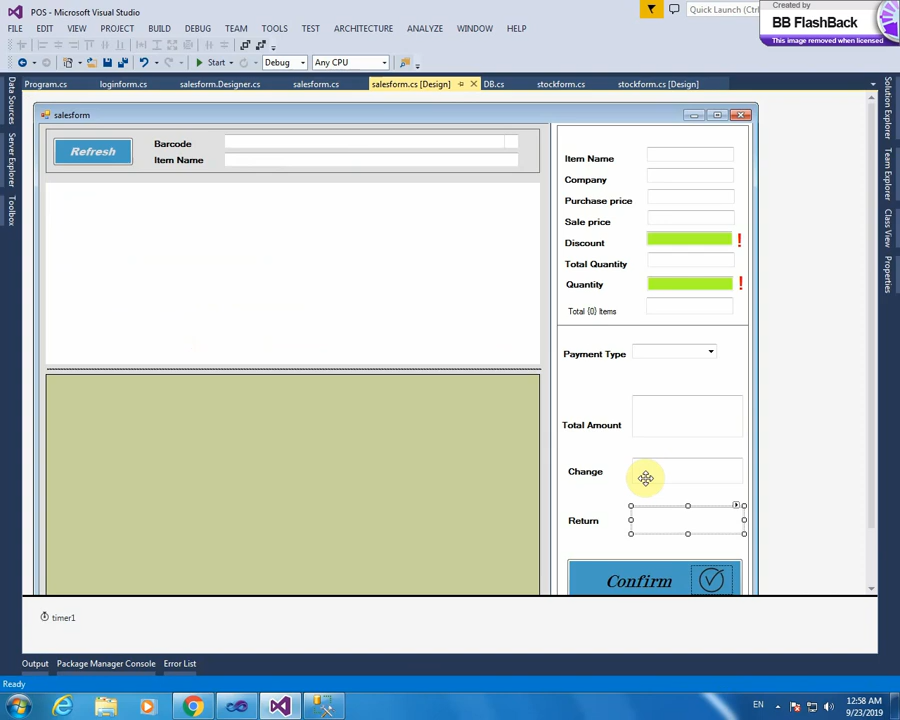 POS - Microsoft Visual Studio
Quick Launch (Ctrl+
Created by
BB FlashBack
This image removed when licensed
FILE EDIT VIEW PROJECT BUILD DEBUG TEAM TOOLS TEST ARCHITECTURE ANALYZE WINDOW HELP
Start Debug Any CPU
Program.cs loginform.cs salesform.Designer.cs salesform.cs salesform.cs [Design] DB.cs stockform.cs stockform.cs [Design]
Data Sources
Server Explorer
Toolbox
Solution Explorer
Team Explorer
Class View
Properties
salesform
Refresh
Barcode
Item Name
Item Name
Company
Purchase price
Sale price
Discount !
Total Quantity
Quantity !
Total {0} Items
Payment Type
Total Amount
Change
Return
Confirm
timer1
Output Package Manager Console Error List
Ready
EN
12:58 AM
9/23/2019